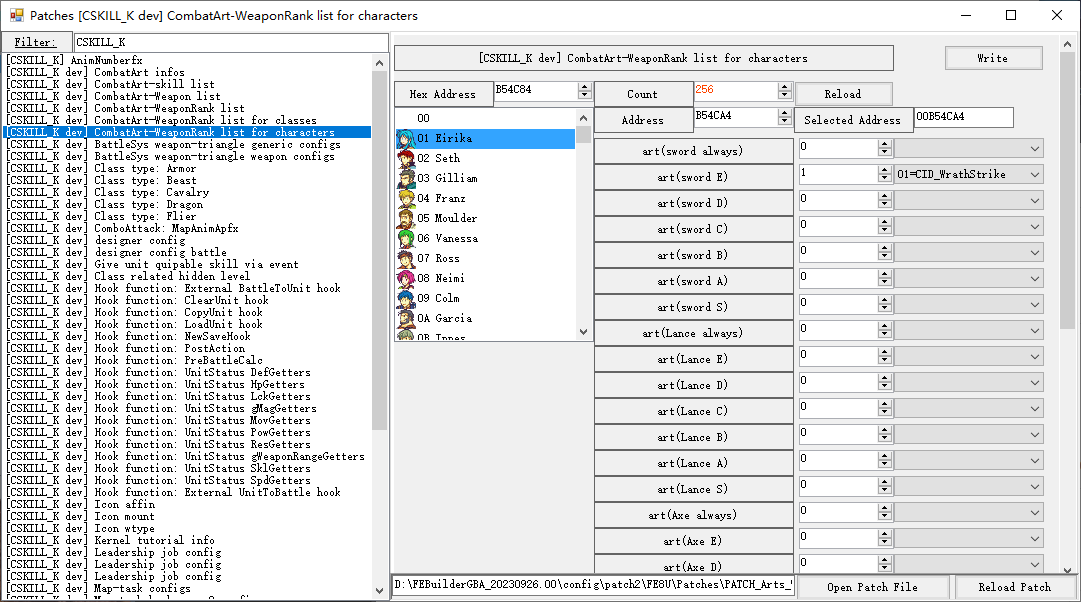 Patches [CSKILL_K dev] CombatArt-WeaponRank list for characters
Filter:
CSKILL_K
[CSKILL_K] AnimNumberfx
[CSKILL_K dev] CombatArt infos
[CSKILL_K dev] CombatArt-skill list
[CSKILL_K dev] CombatArt-Weapon list
[CSKILL_K dev] CombatArt-WeaponRank list
[CSKILL_K dev] CombatArt-WeaponRank list for classes
[CSKILL_K dev] CombatArt-WeaponRank list for characters
[CSKILL_K dev] BattleSys weapon-triangle generic configs
[CSKILL_K dev] BattleSys weapon-triangle weapon configs
[CSKILL_K dev] Class type: Armor
[CSKILL_K dev] Class type: Beast
[CSKILL_K dev] Class type: Cavalry
[CSKILL_K dev] Class type: Dragon
[CSKILL_K dev] Class type: Flier
[CSKILL_K dev] ComboAttack: MapAnimApfx
[CSKILL_K dev] designer config
[CSKILL_K dev] designer config battle
[CSKILL_K dev] Give unit quipable skill via event
[CSKILL_K dev] Class related hidden level
[CSKILL_K dev] Hook function: External BattleToUnit hook
[CSKILL_K dev] Hook function: ClearUnit hook
[CSKILL_K dev] Hook function: CopyUnit hook
[CSKILL_K dev] Hook function: LoadUnit hook
[CSKILL_K dev] Hook function: NewSaveHook
[CSKILL_K dev] Hook function: PostAction
[CSKILL_K dev] Hook function: PreBattleCalc
[CSKILL_K dev] Hook function: UnitStatus DefGetters
[CSKILL_K dev] Hook function: UnitStatus HpGetters
[CSKILL_K dev] Hook function: UnitStatus LckGetters
[CSKILL_K dev] Hook function: UnitStatus gMagGetters
[CSKILL_K dev] Hook function: UnitStatus MovGetters
[CSKILL_K dev] Hook function: UnitStatus PowGetters
[CSKILL_K dev] Hook function: UnitStatus ResGetters
[CSKILL_K dev] Hook function: UnitStatus gWeaponRangeGetters
[CSKILL_K dev] Hook function: UnitStatus SklGetters
[CSKILL_K dev] Hook function: UnitStatus SpdGetters
[CSKILL_K dev] Hook function: External UnitToBattle hook
[CSKILL_K dev] Icon affin
[CSKILL_K dev] Icon mount
[CSKILL_K dev] Icon wtype
[CSKILL_K dev] Kernel tutorial info
[CSKILL_K dev] Leadership job config
[CSKILL_K dev] Leadership job config
[CSKILL_K dev] Leadership job config
[CSKILL_K dev] Map-task configs
[CSKILL_K dev] CombatArt-WeaponRank list for characters
Write
Hex Address
B54C84
Count
256
Reload
Address
B54CA4
Selected Address
00B54CA4
00
01 Eirika
02 Seth
03 Gilliam
04 Franz
05 Moulder
06 Vanessa
07 Ross
08 Neimi
09 Colm
0A Garcia
0B Innes
art(sword always)
0
art(sword E)
1
01=CID_WrathStrike
art(sword D)
0
art(sword C)
0
art(sword B)
0
art(sword A)
0
art(sword S)
0
art(Lance always)
0
art(Lance E)
0
art(Lance D)
0
art(Lance C)
0
art(Lance B)
0
art(Lance A)
0
art(Lance S)
0
art(Axe always)
0
art(Axe E)
0
art(Axe D)
0
D:\FEBuilderGBA_20230926.00\config\patch2\FE8U\Patches\PATCH_Arts_
Open Patch File
Reload Patch